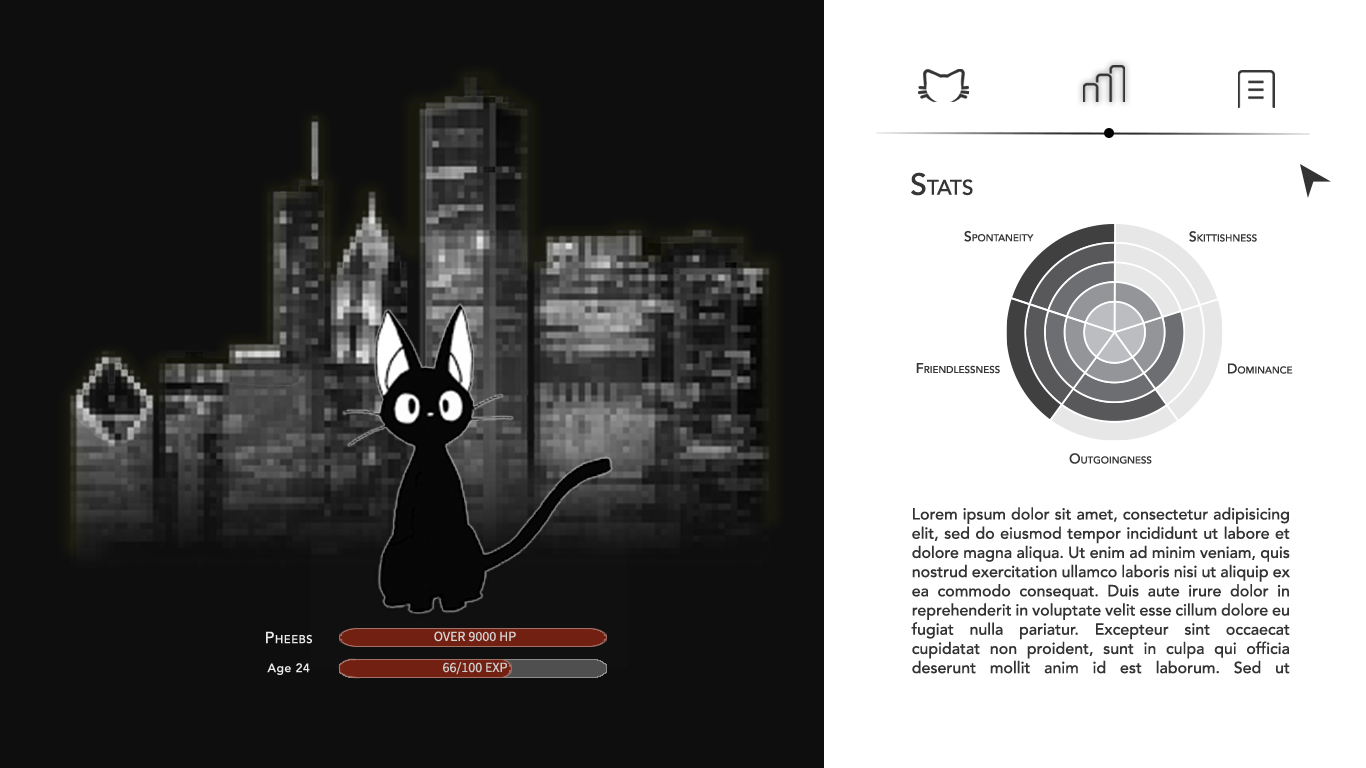 Pheebs
OVER 9000 HP
Age 24
66/100 EXP
Stats
Spontaneity
Skittishness
Friendlessness
Dominance
Outgoingness
Lorem ipsum dolor sit amet, consectetur adipisicing
elit, sed do eiusmod tempor incididunt ut labore et
dolore magna aliqua. Ut enim ad minim veniam, quis
nostrud exercitation ullamco laboris nisi ut aliquip ex
ea commodo consequat. Duis aute irure dolor in
reprehenderit in voluptate velit esse cillum dolore eu
fugiat nulla pariatur. Excepteur sint occaecat
cupidatat non proident, sunt in culpa qui officia
deserunt mollit anim id est laborum. Sed ut